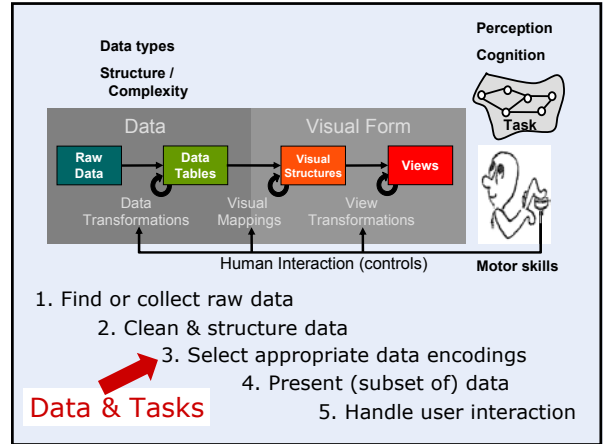 Data types
Structure /
Complexity
Perception
Cognition
Task
Data
Visual Form
Raw
Data
Data
Tables
Visual
Structures
Views
Data
Transformations
Visual
Mappings
View
Transformations
Human Interaction (controls)
Motor skills
1. Find or collect raw data
2. Clean & structure data
3. Select appropriate data encodings
4. Present (subset of) data
Data & Tasks
5. Handle user interaction